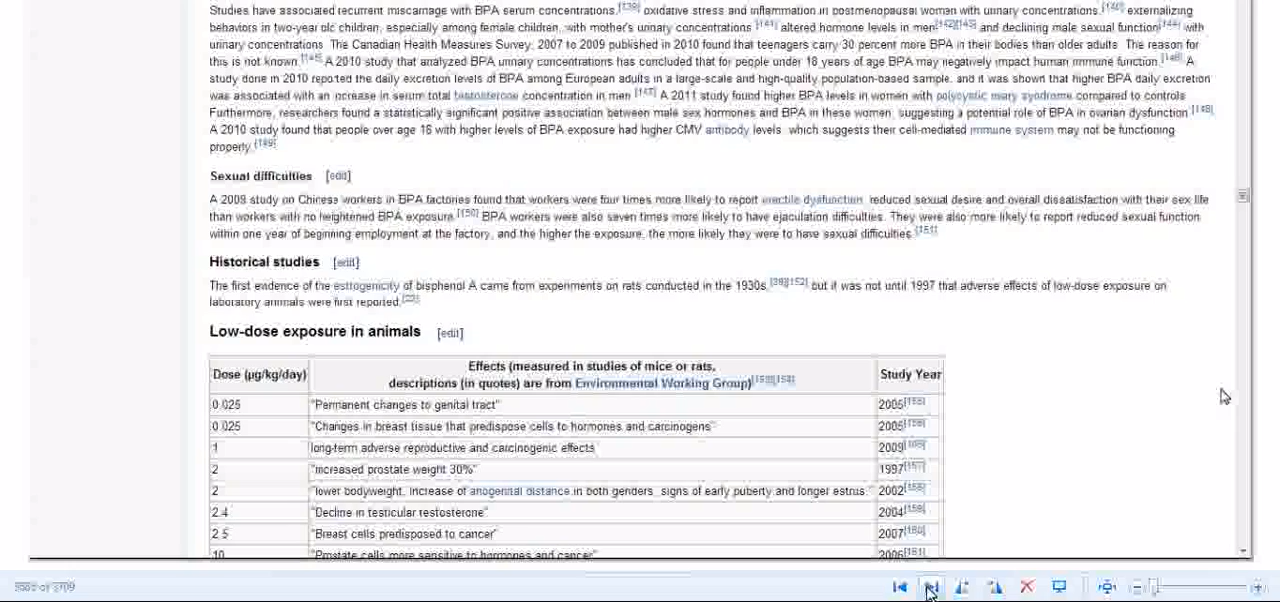 Studies have associated recurrent miscarriage with BPA serum concentrations,[139] oxidative stress and inflammation in postmenopausal women with urinary concentrations,[140] externalizing
behaviors in two-year old children, especially among female children, with mother's urinary concentrations [141] altered hormone levels in men[142][143] and declining male sexual function[144] with
urinary concentrations. The Canadian Health Measures Survey, 2007 to 2009 published in 2010 found that teenagers carry 30 percent more BPA in their bodies than older adults. The reason for
this is not known.[145] A 2010 study that analyzed BPA urinary concentrations has concluded that for people under 18 years of age BPA may negatively impact human immune function.[146] A
study done in 2010 reported the daily excretion levels of BPA among European adults in a large-scale and high-quality population-based sample, and it was shown that higher BPA daily excretion
was associated with an increase in serum total testosterone concentration in men [147] A 2011 study found higher BPA levels in women with polycystic ovary syndrome compared to controls
Furthermore, researchers found a statistically significant positive association between male sex hormones and BPA in these women, suggesting a potential role of BPA in ovarian dysfunction [148]
A 2010 study found that people over age 18 with higher levels of BPA exposure had higher CMV antibody levels, which suggests their cell-mediated immune system may not be functioning
properly.[149]
Sexual difficulties [edit]
A 2009 study on Chinese workers in BPA factories found that workers were four times more likely to report erectile dysfunction, reduced sexual desire and overall dissatisfaction with their sex life
than workers with no heightened BPA exposure.[150] BPA workers were also seven times more likely to have ejaculation difficulties. They were also more likely to report reduced sexual function
within one year of beginning employment at the factory, and the higher the exposure, the more likely they were to have sexual difficulties.[151]
Historical studies [edit]
The first evidence of the estrogenicity of bisphenol A came from experiments on rats conducted in the 1930s, but it was not until 1997 that adverse effects of low-dose exposure on
laboratory animals were first reported.
Low-dose exposure in animals [edit]
Dose (µg/kg/day) Effects (measured in studies of mice or rats, descriptions (in quotes) are from Environmental Working Group) Study Year
0.025 "Permanent changes to genital tract" 2005
0.025 "Changes in breast tissue that predispose cells to hormones and carcinogens" 2005
1 long-term adverse reproductive and carcinogenic effects 2009
2 "increased prostate weight 30%" 1997
2 "lower bodyweight, increase of anogenital distance in both genders, signs of early puberty and longer estrus." 2002
2.4 "Decline in testicular testosterone" 2004
2.5 "Breast cells predisposed to cancer" 2007
10 "Prostate cells more sensitive to hormones and cancer" 2006